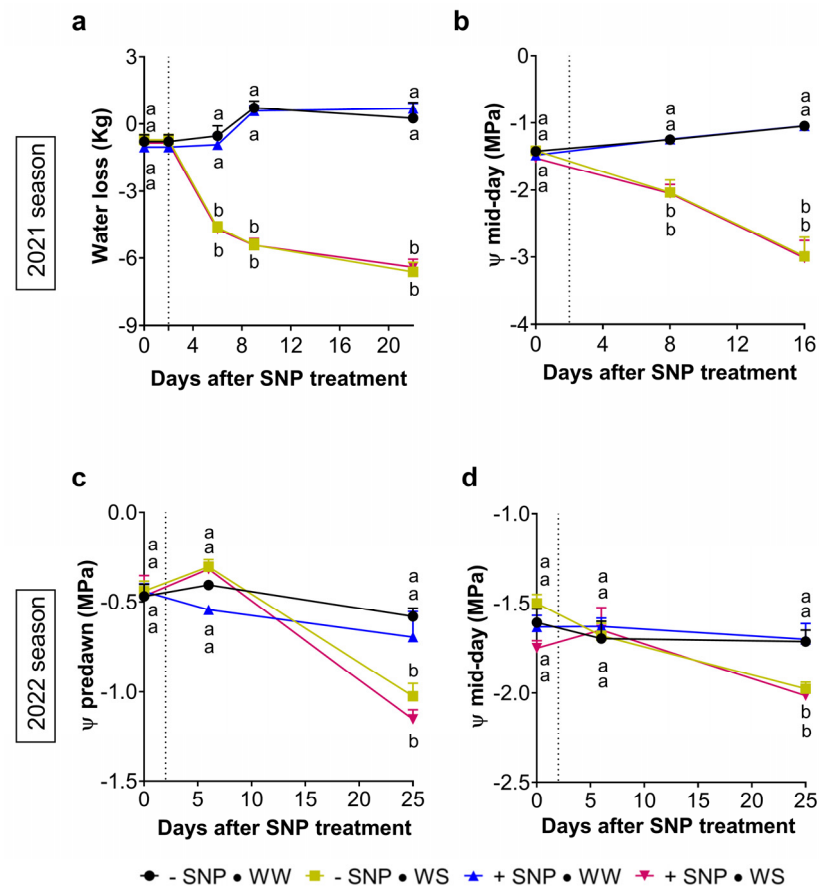 a
b
2021 season
Water loss (Kg)
3
0
-3
-6
-9
a
a
a
a
a
a
a
a
a
a
b
b
b
b
b
b
0
4
8
12
16
20
Days after SNP treatment
ψ mid-day (MPa)
0
-1
-2
-3
-4
a
a
a
a
a
a
a
a
b
b
b
b
0
4
8
12
16
Days after SNP treatment
c
d
2022 season
ψ predawn (MPa)
0.0
-0.5
-1.0
-1.5
a
a
a
a
a
a
a
a
a
a
b
b
0
5
10
15
20
25
Days after SNP treatment
ψ mid-day (MPa)
-1.0
-1.5
-2.0
-2.5
a
a
a
a
a
a
a
a
a
a
b
b
0
5
10
15
20
25
Days after SNP treatment
- SNP • WW - SNP • WS + SNP • WW + SNP • WS